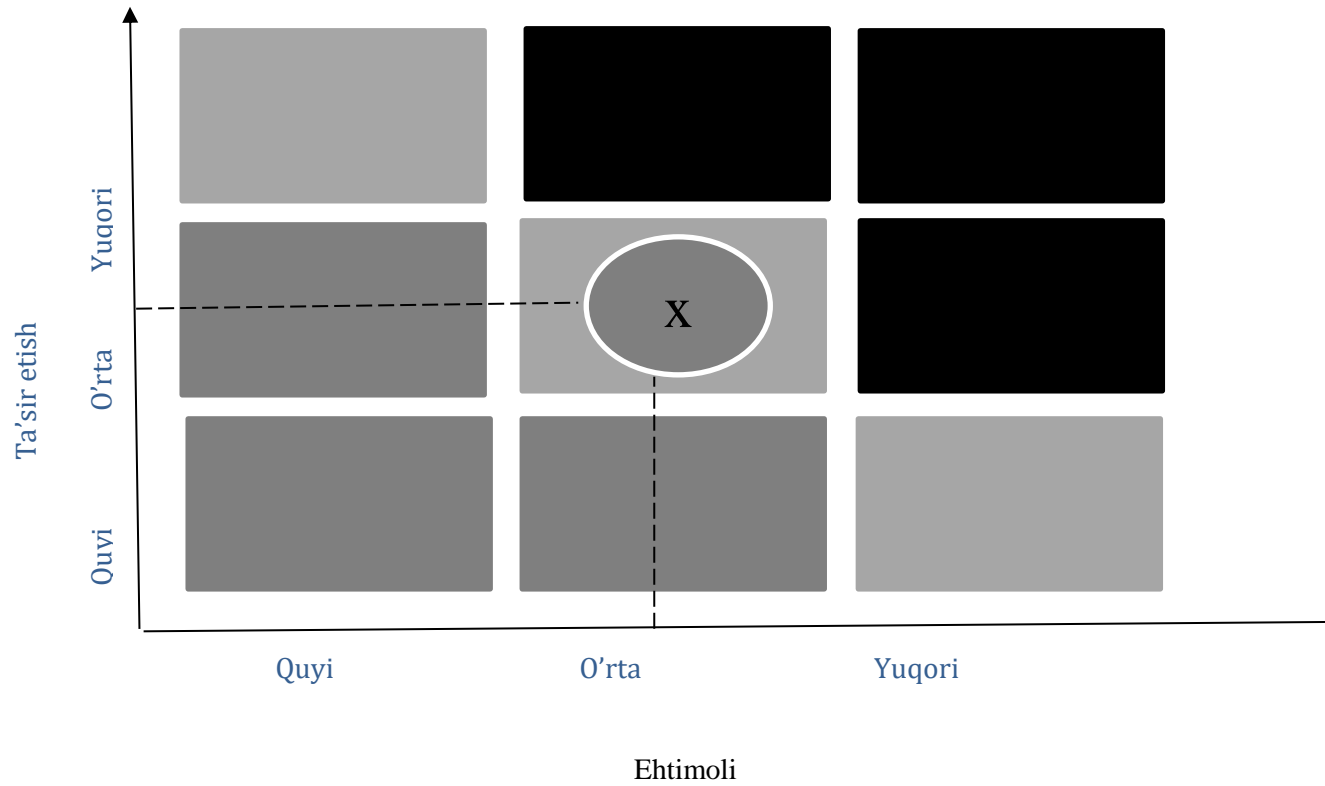 Ta’sir etish
Yuqori
O’rta
Quyi
X
Quyi
O’rta
Yuqori
Ehtimoli